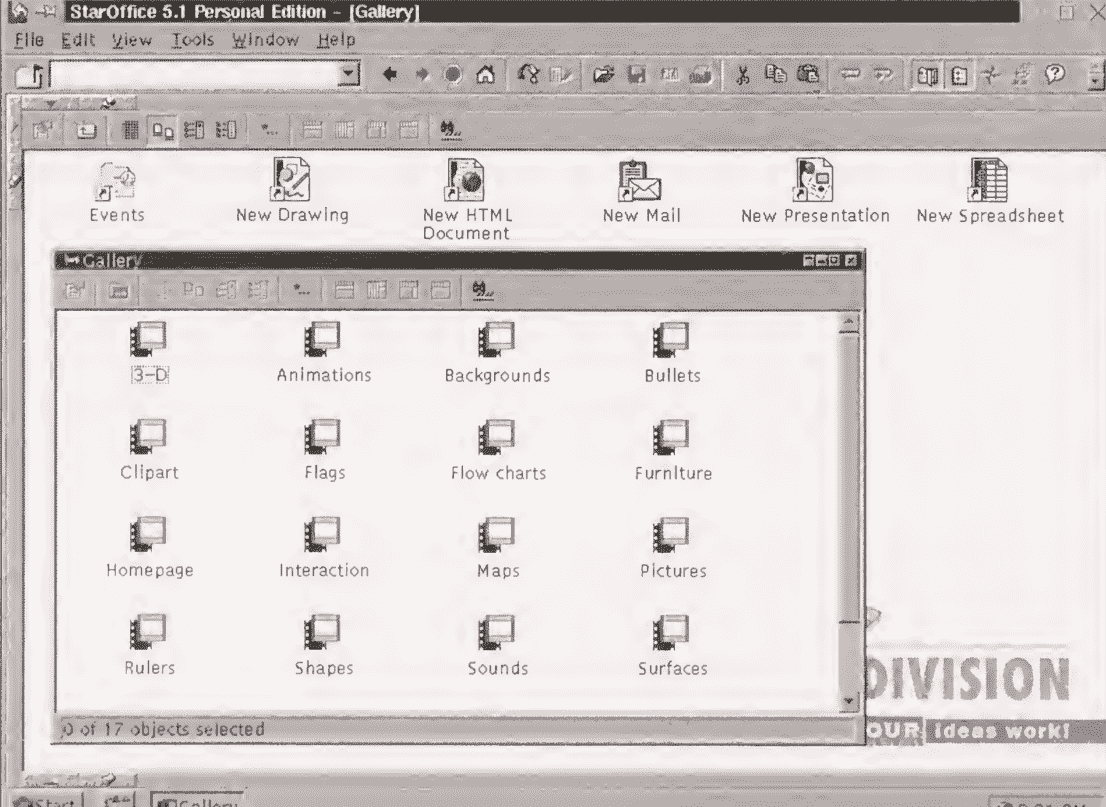 StarOffice 5.1 Personal Edition - [Gallery]
File Edit View Tools Window Help
Events New Drawing New HTML Document New Mail New Presentation New Spreadsheet
Gallery
3-D Animations Backgrounds Bullets
Clipart Flags Flow charts Furniture
Homepage Interaction Maps Pictures
Rulers Shapes Sounds Surfaces
DIVISION
0 of 17 objects selected
OUR ideas work!
Start Gallery